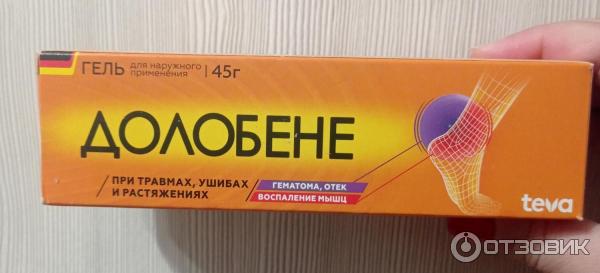 ГЕЛЬ для наружного применения | 45г
ДОЛОБЕНЕ
ПРИ ТРАВМАХ, УШИБАХ
И РАСТЯЖЕНИЯХ
ГЕМАТОМА, ОТЕК
ВОСПАЛЕНИЕ МЫШЦ
teva
ОТЗОВИК